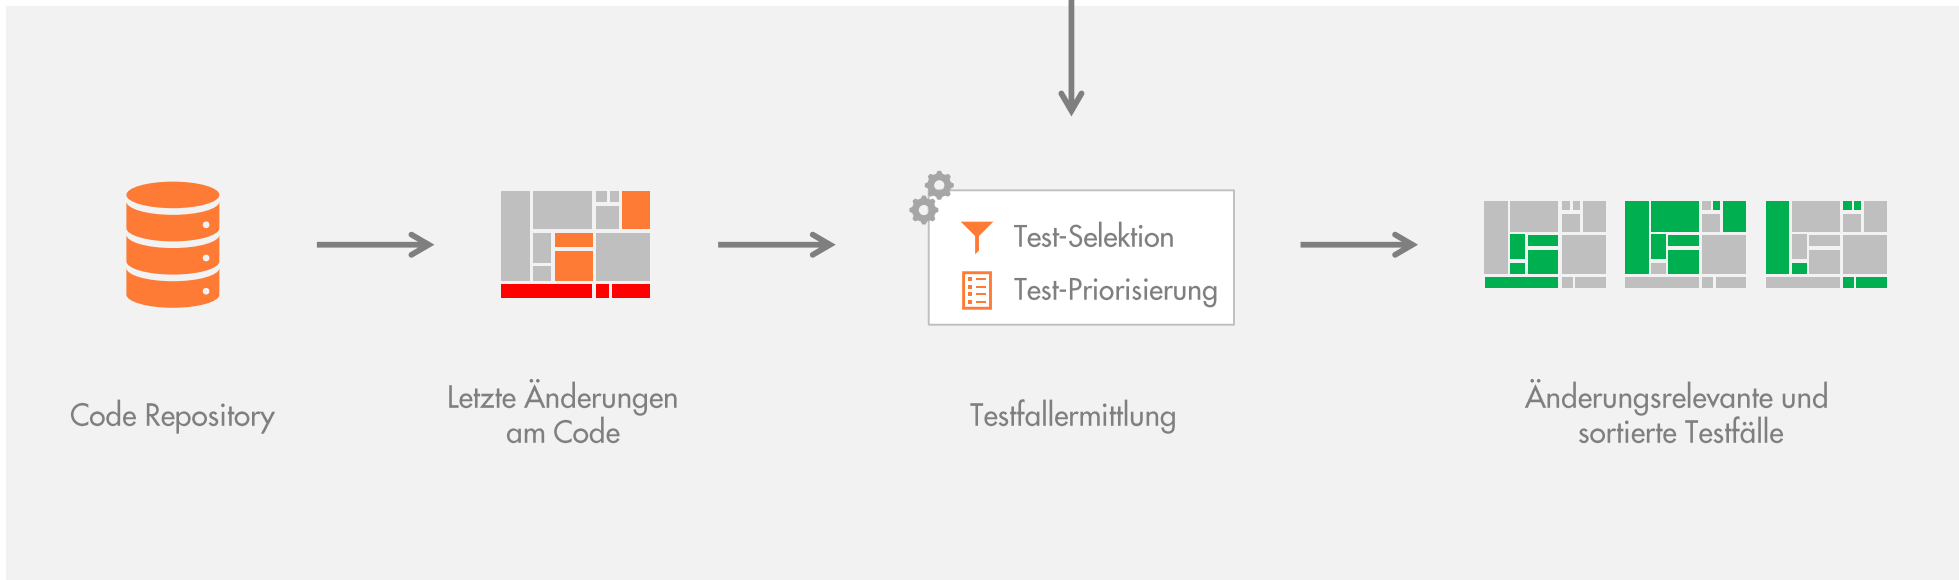 Test-Selektion
Test-Priorisierung
Code Repository
Letzte Änderungen
am Code
Testfallermittlung
Änderungsrelevante und
sortierte Testfälle